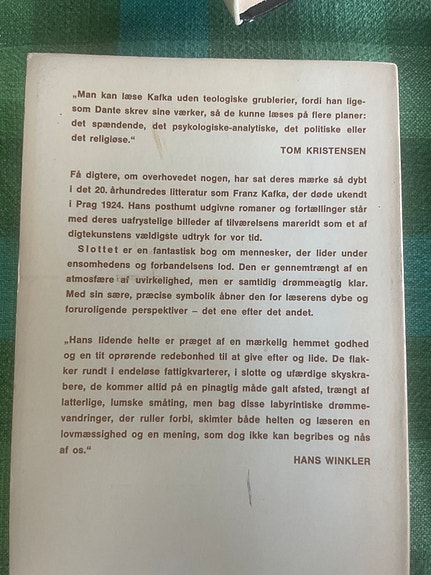 „Man kan læse Kafka uden teologiske grublerier, fordi han lige-
som Dante skrev sine værker, så de kunne læses på flere planer:
det spændende, det psykologiske-analytiske, det politiske eller
det religiøse.“
TOM KRISTENSEN
Få digtere, om overhovedet nogen, har sat deres mærke så dybt
i det 20. århundredes litteratur som Franz Kafka, der døde ukendt
i Prag 1924. Hans posthumt udgivne romaner og fortællinger står
med deres uafrystelige billeder af tilværelsens mareridt som et af
digtekunstens vældigste udtryk for vor tid.
Slottet er en fantastisk bog om mennesker, der lider under
ensomhedens og forbandelsens lod. Den er gennemtrængt af en
atmosfære af uvirkelighed, men er samtidig drømmeagtig klar.
Med sin sære, præcise symbolik åbner den for læserens dybe og
foruroligende perspektiver – det ene efter det andet.
„Hans lidende helte er præget af en mærkelig hemmet godhed
og en tit oprørende redebonhed til at give efter og lide. De flak-
ker rundt i endeløse fattigkvarterer, i slotte og ufærdige skyskra-
bere, de kommer altid på en pinagtig måde galt afsted, trængt af
latterlige, lumske småting, men bag disse labyrintiske drømme-
vandringer, der ruller forbi, skimter både helten og læseren en
lovmæssighed og en mening, som dog ikke kan begribes og nås
af os.“
HANS WINKLER